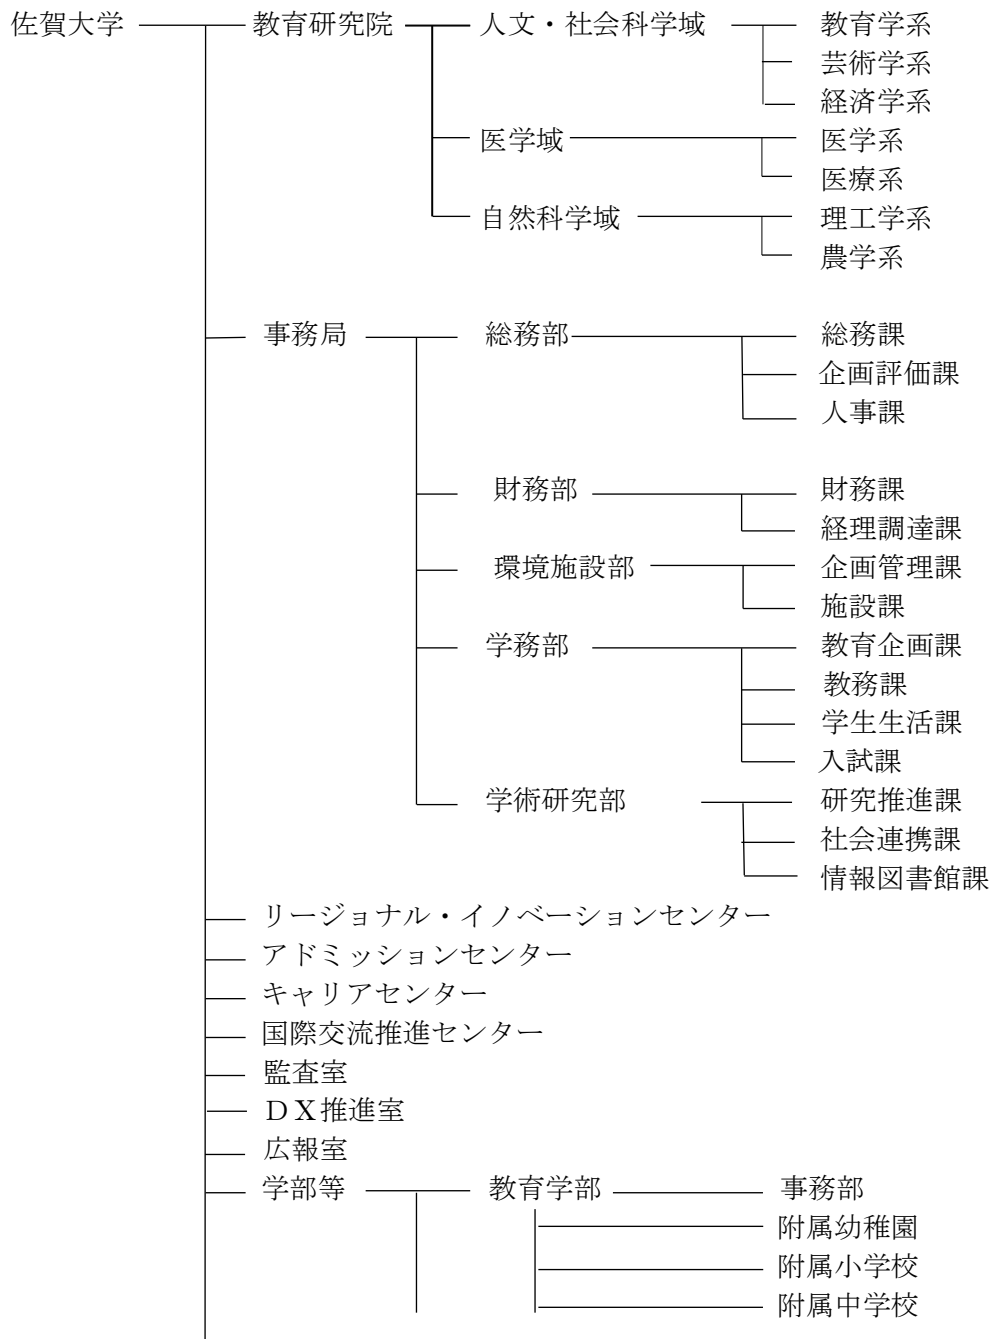 佐賀大学 教育研究院 人文・社会科学域 教育学系
芸術学系
経済学系
医学域 医学系
医療系
自然科学域 理工学系
農学系
事務局 総務部 総務課
企画評価課
人事課
財務部 財務課
経理調達課
環境施設部 企画管理課
施設課
学務部 教育企画課
教務課
学生生活課
入試課
学術研究部 研究推進課
社会連携課
情報図書館課
リージョナル・イノベーションセンター
アドミッションセンター
キャリアセンター
国際交流推進センター
監査室
ＤＸ推進室
広報室
学部等 教育学部 事務部
附属幼稚園
附属小学校
附属中学校